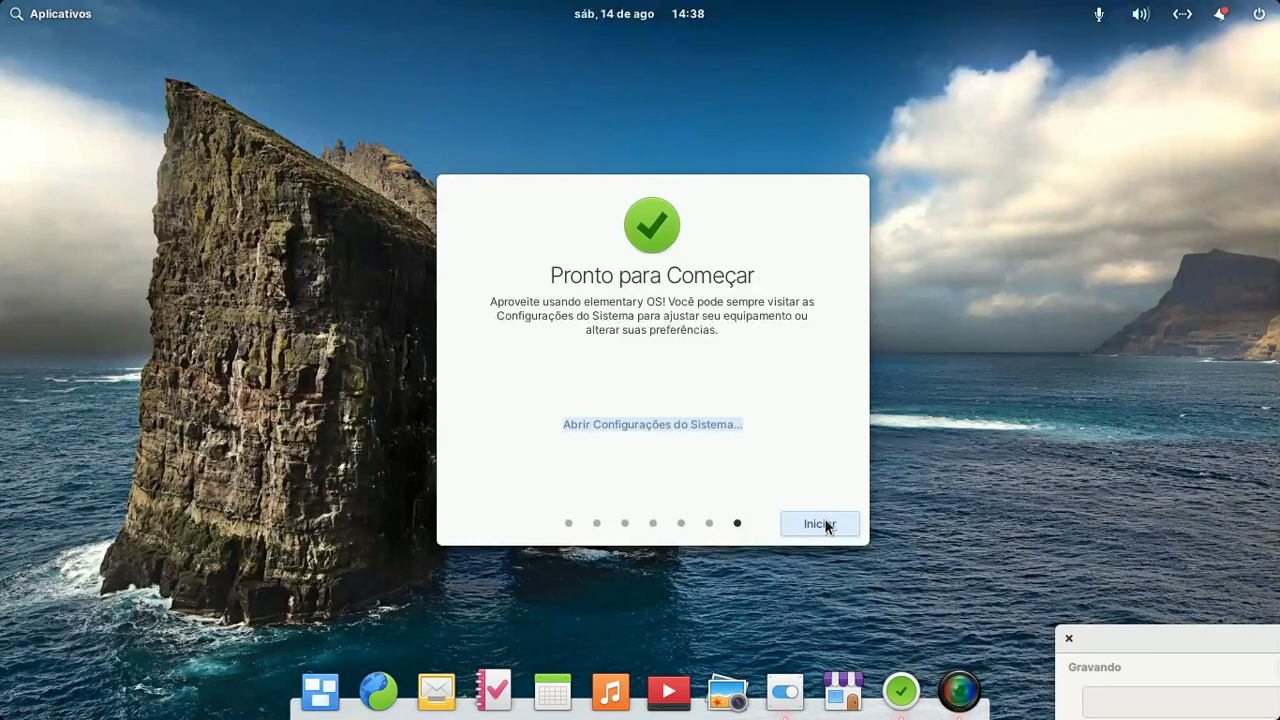 Aplicativos
sáb, 14 de ago 14:38
Pronto para Começar
Aproveite usando elementary OS! Você pode sempre visitar as
Configurações do Sistema para ajustar seu equipamento ou
alterar suas preferências.
Abrir Configurações do Sistema...
Iniciar
Gravando